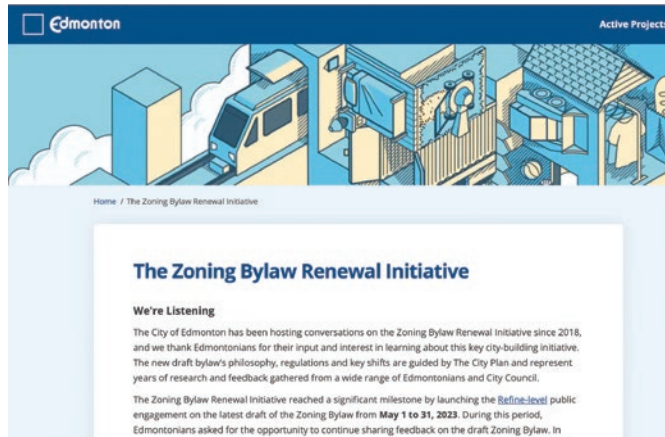 Edmonton
Active Projects
Home / The Zoning Bylaw Renewal Initiative
The Zoning Bylaw Renewal Initiative
We're Listening
The City of Edmonton has been hosting conversations on the Zoning Bylaw Renewal Initiative since 2018,
and we thank Edmontonians for their input and interest in learning about this key city-building initiative.
The new draft bylaw's philosophy, regulations and key shifts are guided by The City Plan and represent
years of research and feedback gathered from a wide range of Edmontonians and City Council.
The Zoning Bylaw Renewal Initiative reached a significant milestone by launching the Refine-level public
engagement on the latest draft of the Zoning Bylaw from May 1 to 31, 2023. During this period,
Edmontonians asked for the opportunity to continue sharing feedback on the draft Zoning Bylaw. In